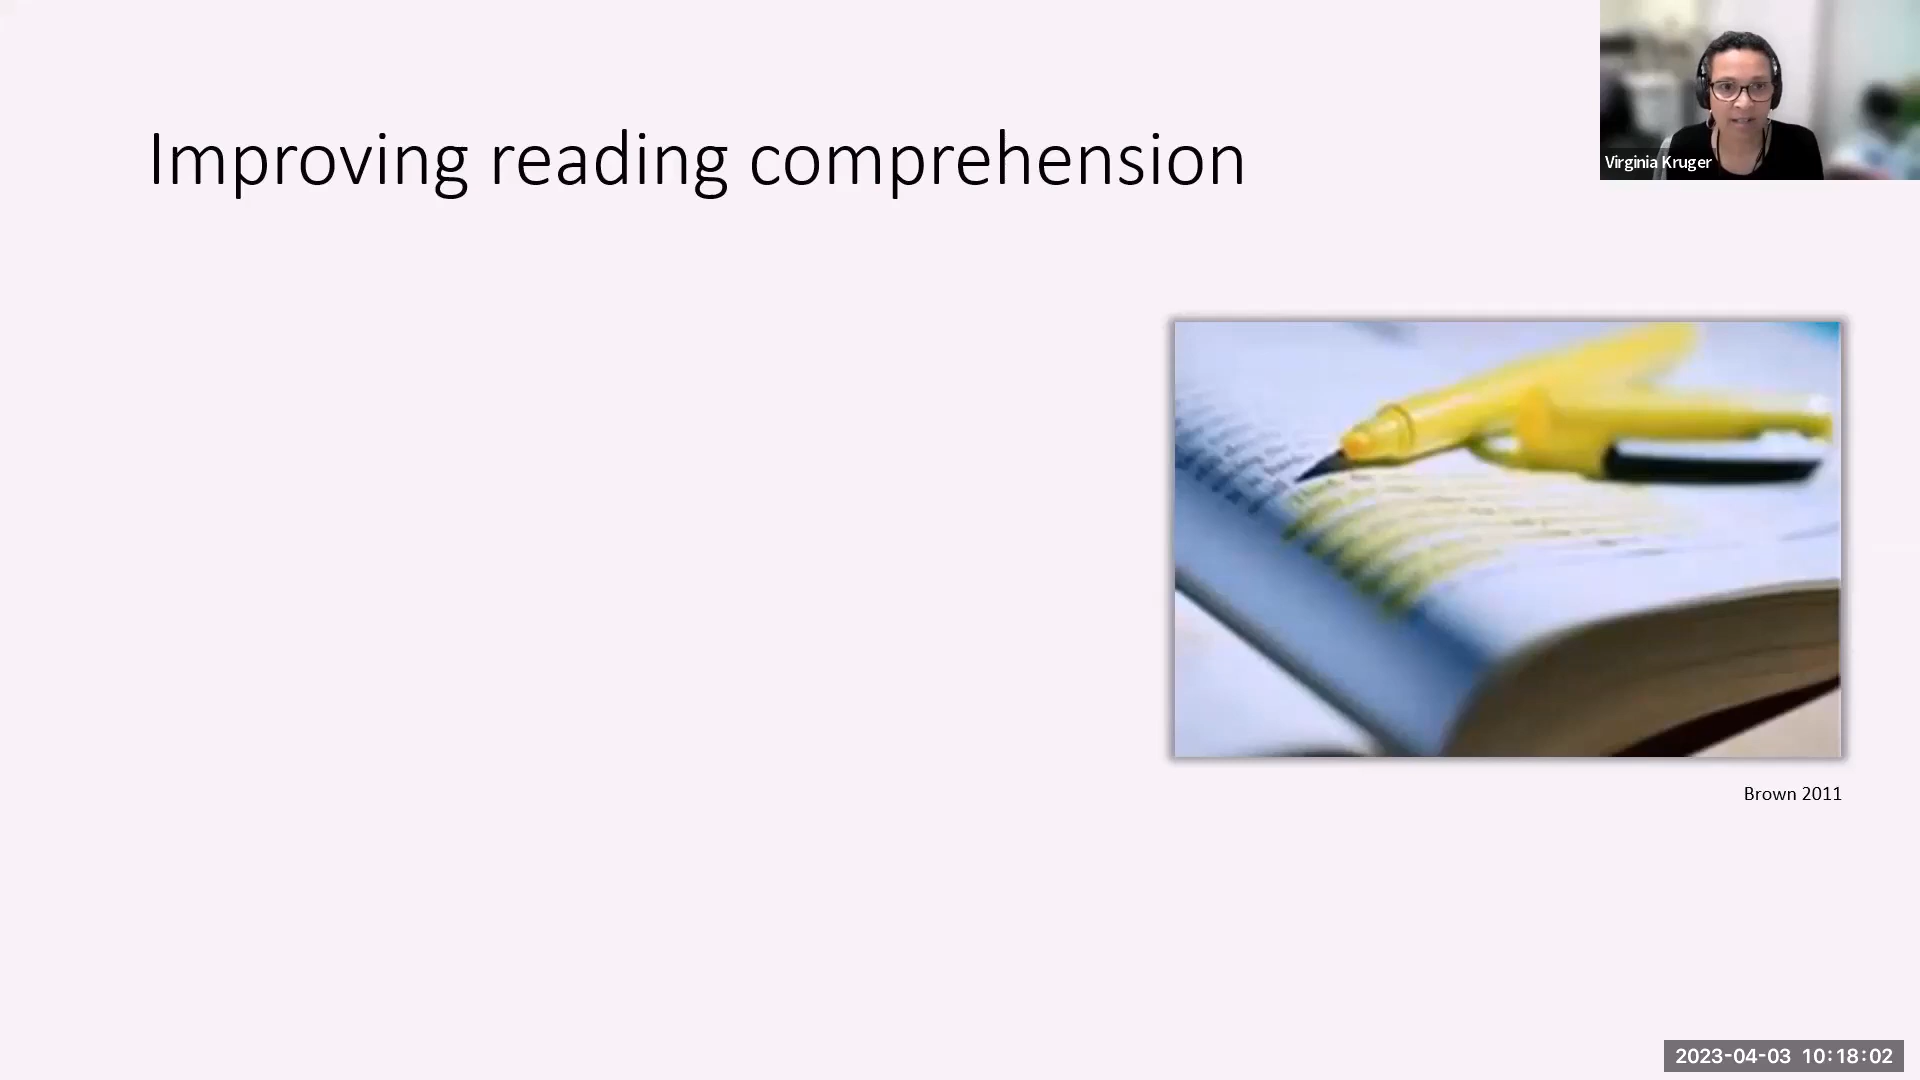 Improving reading comprehension
Virginia Kruger
Brown 2011
2023-04-03 10:18:02